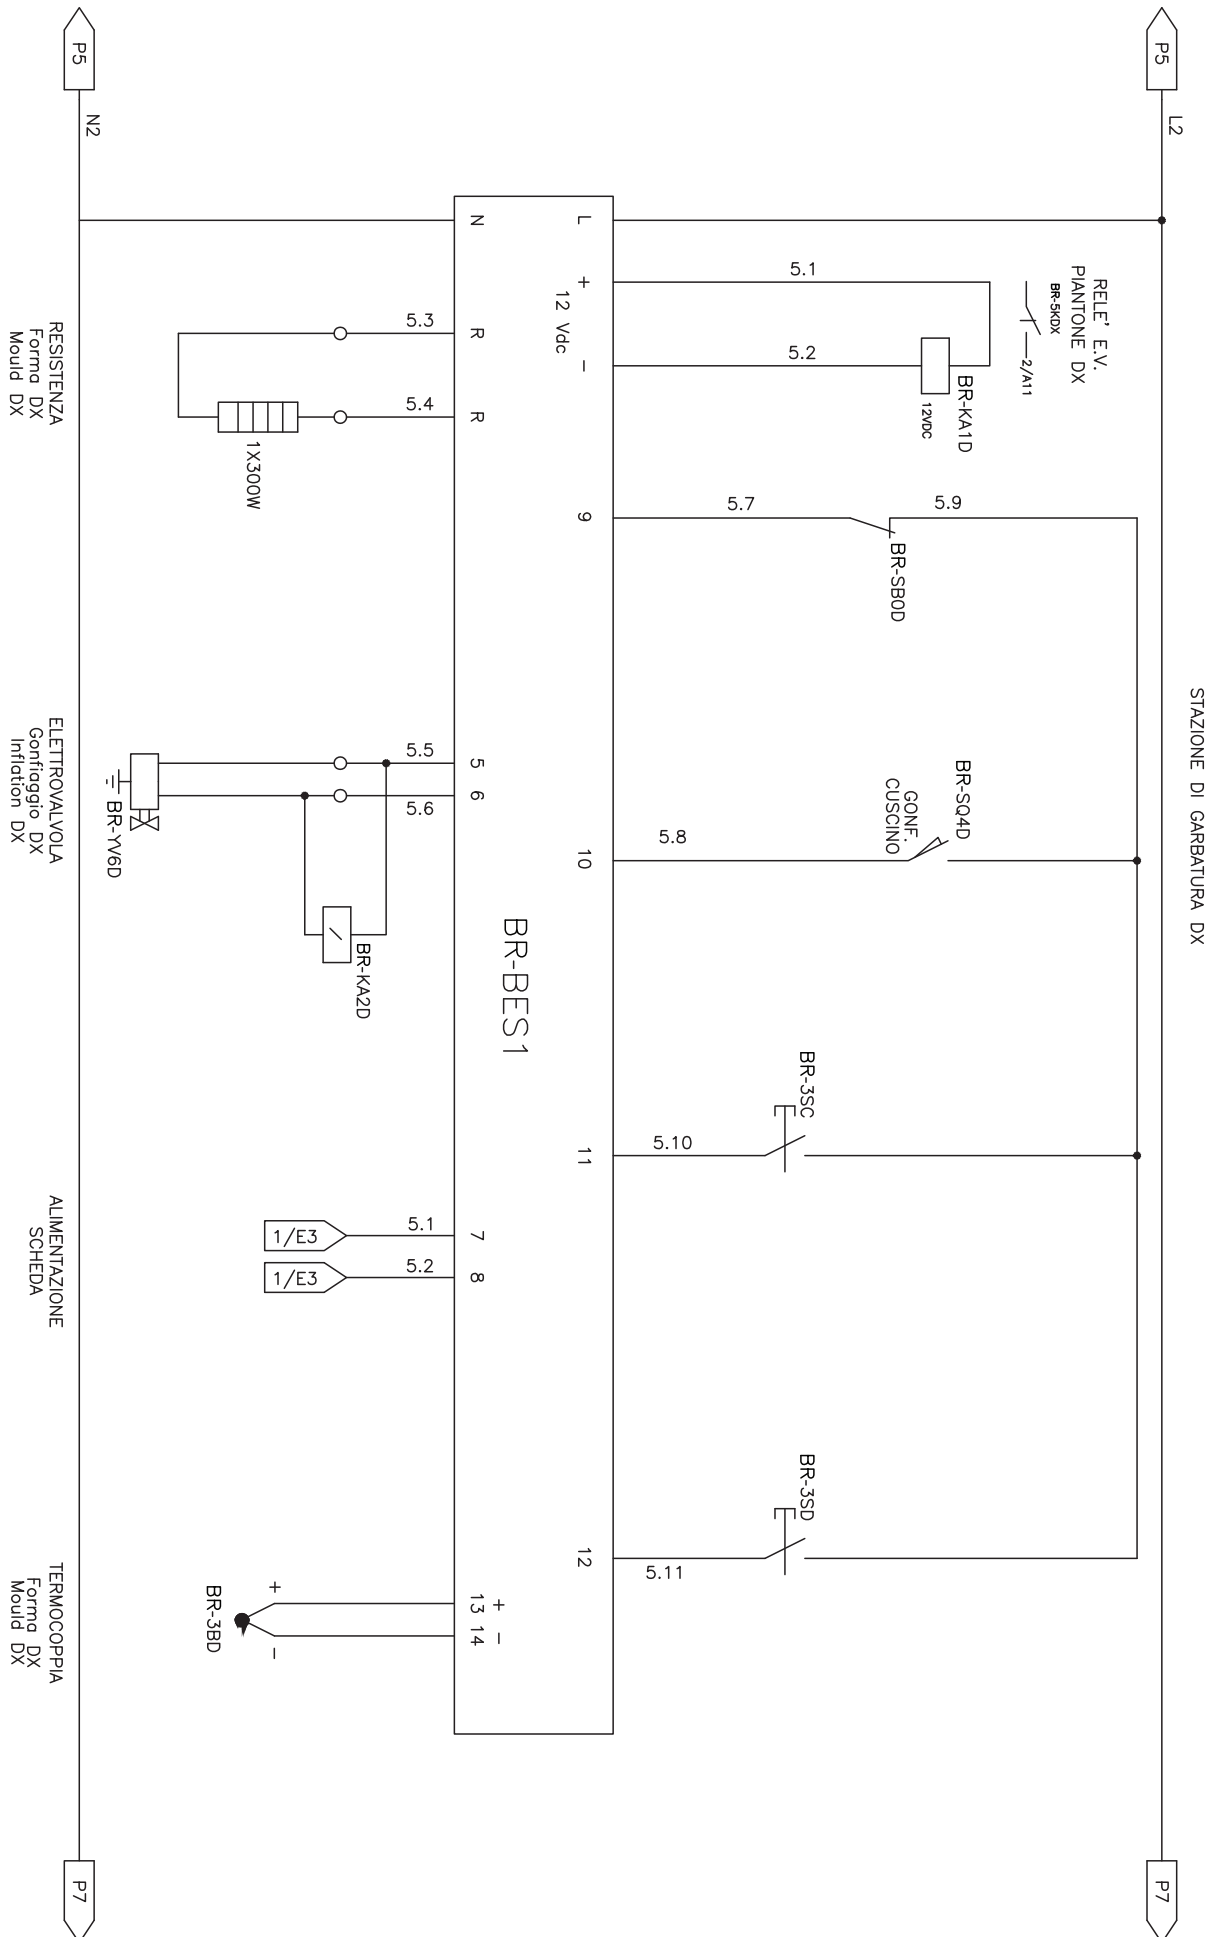 STAZIONE DI GARBATURA DX
P5
L2
P7
RELE' E.V.
PIANTONE DX
BR-5KDX
2/A11
BR-KA1D
12VDC
5.1
5.2
5.9
BR-SB0D
5.7
BR-SQ4D
GONF.
CUSCINO
5.8
BR-3SC
5.10
BR-3SD
5.11
L
+
12 Vdc
-
9
10
11
12
BR-BES1
+
-
N
R
R
5
6
7
8
13
14
5.3
5.4
5.5
5.6
5.1
5.2
1X300W
BR-KA2D
BR-YV6D
1/E3
1/E3
+
-
BR-3BD
P5
N2
P7
RESISTENZA
Forma DX
Mould DX
ELETTROVALVOLA
Gonfiaggio DX
Inflation DX
ALIMENTAZIONE
SCHEDA
TERMOCOPPIA
Forma DX
Mould DX